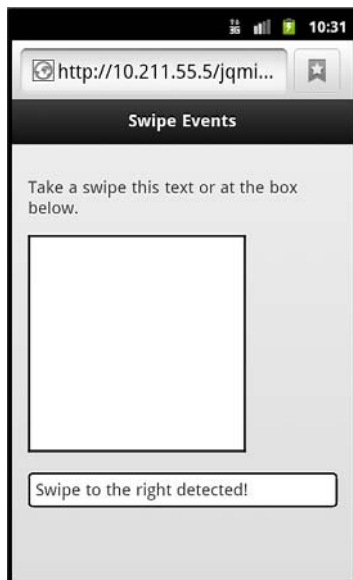 3G 10:31
http://10.211.55.5/jqmi...
Swipe Events
Take a swipe this text or at the box
below.
Swipe to the right detected!